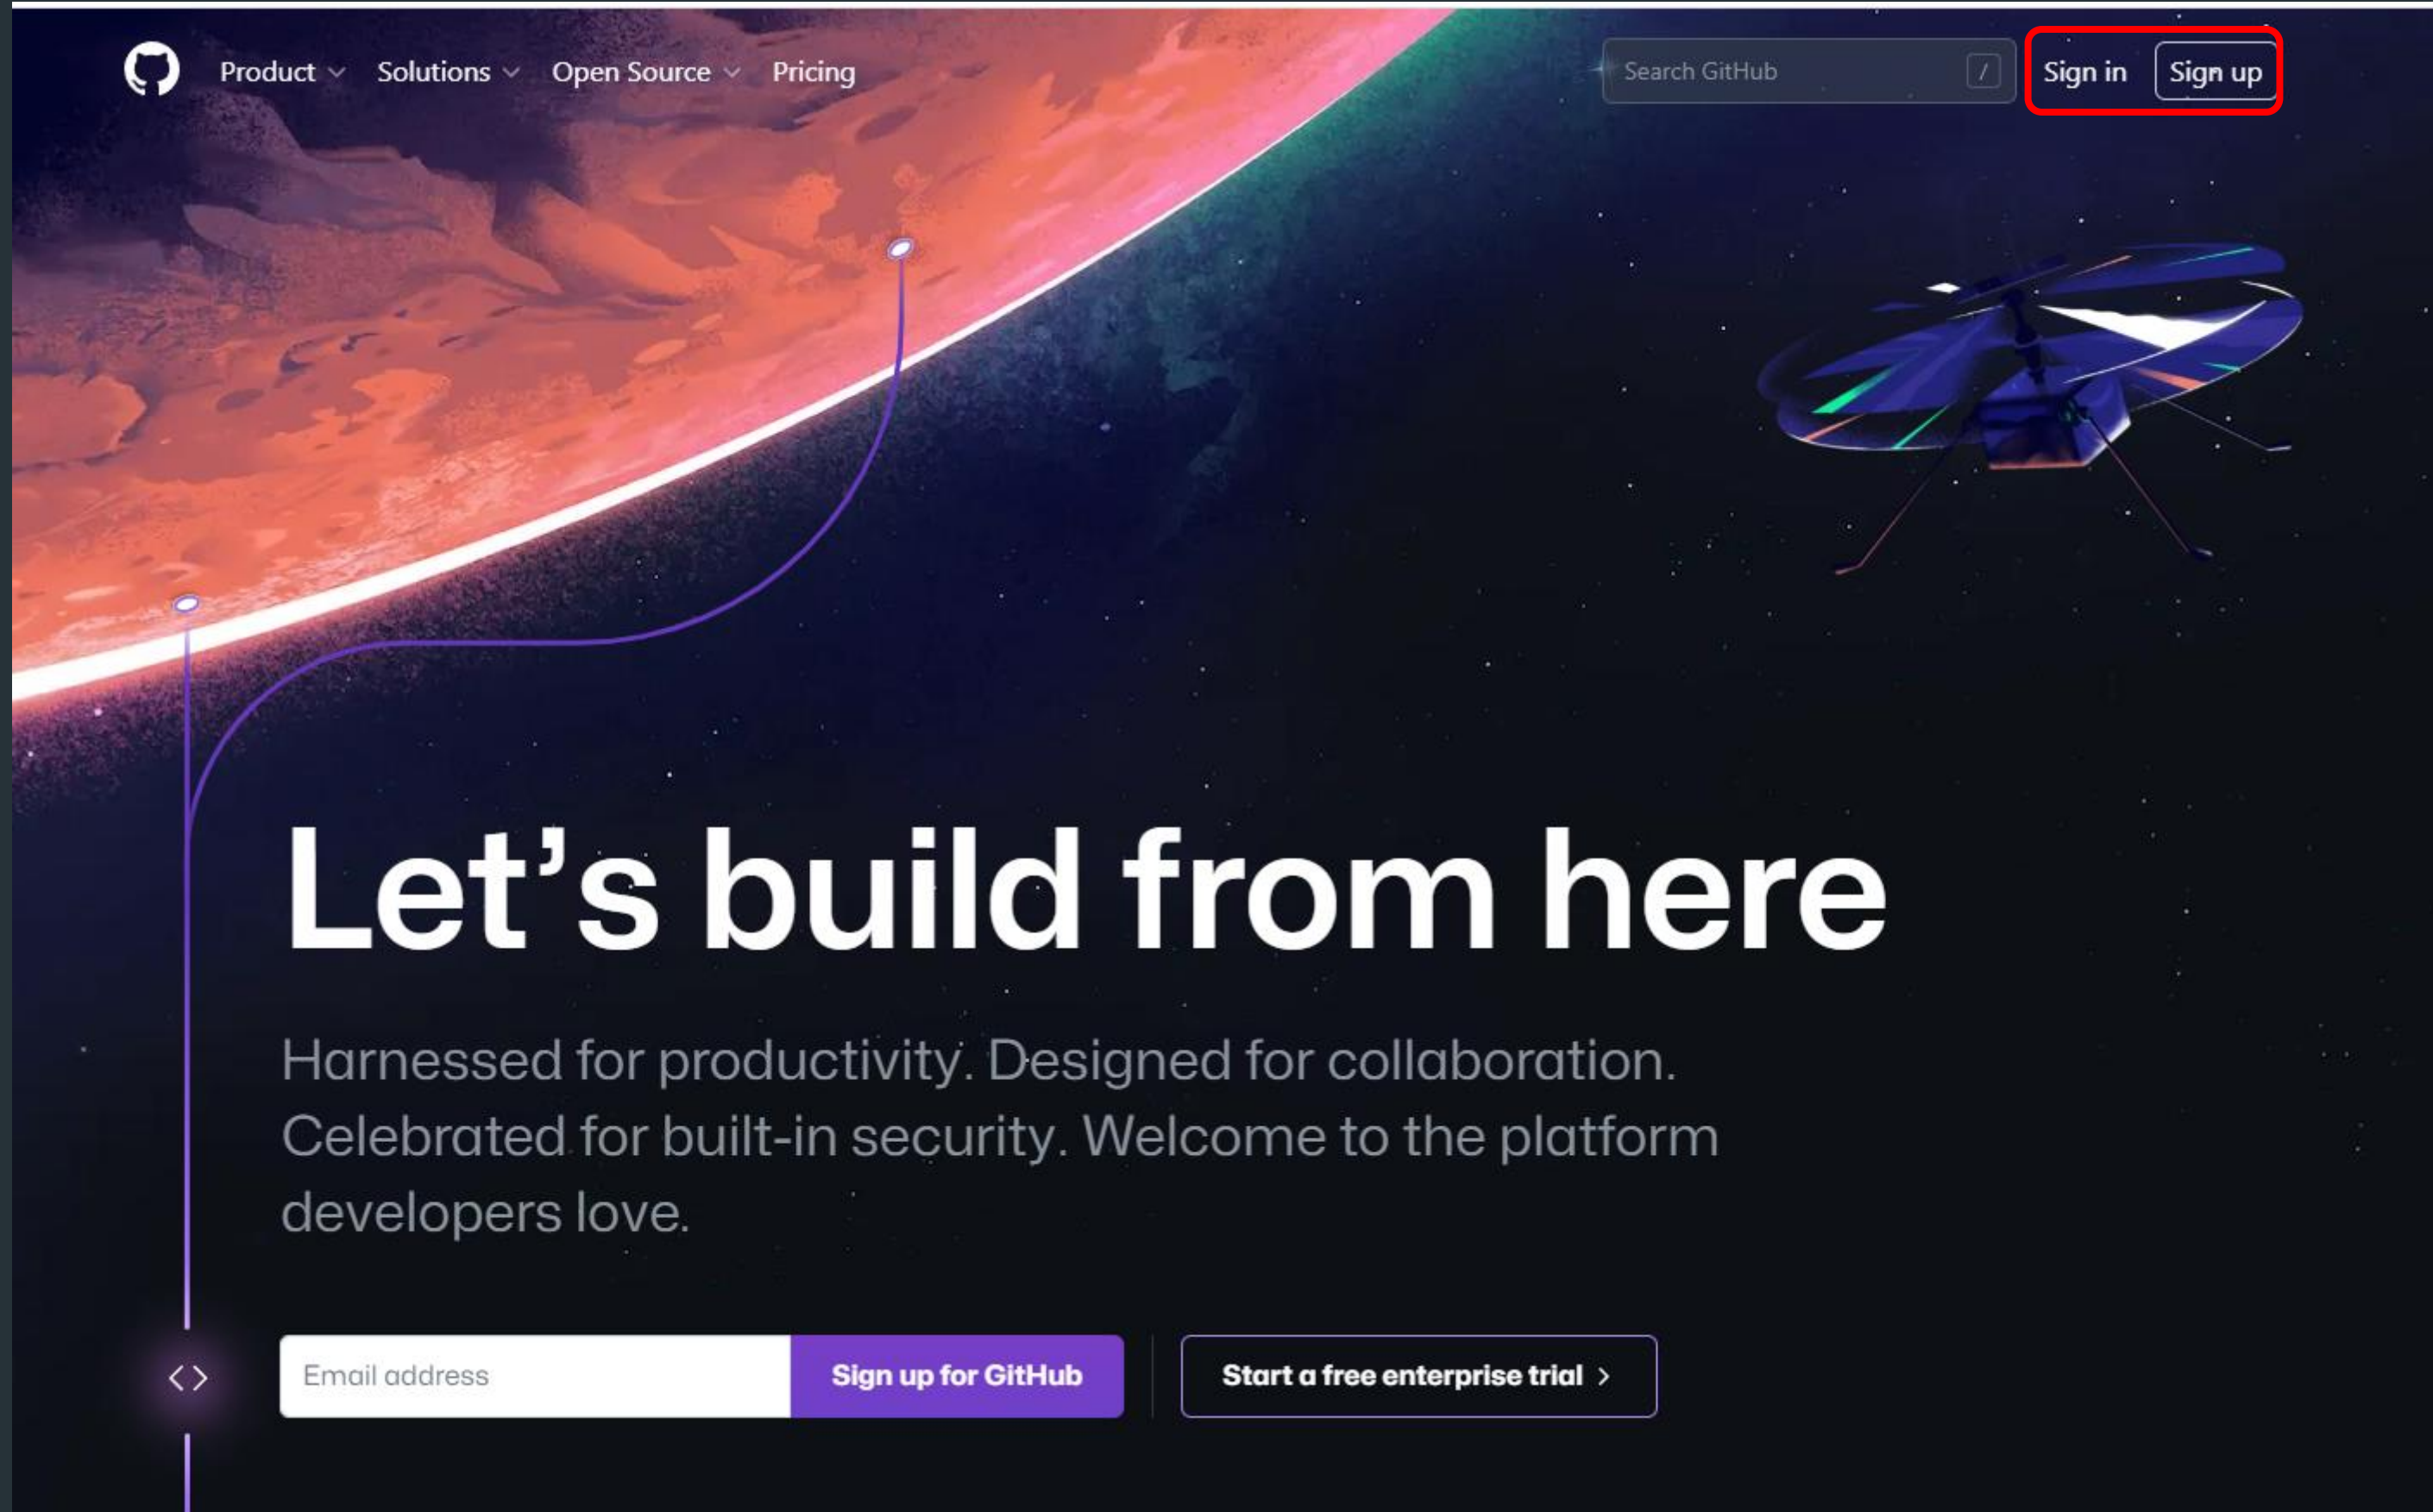 Product Solutions Open Source Pricing Search GitHub / Sign in Sign up
Let’s build from here
Harnessed for productivity. Designed for collaboration.
Celebrated for built-in security. Welcome to the platform
developers love.
Email address Sign up for GitHub Start a free enterprise trial